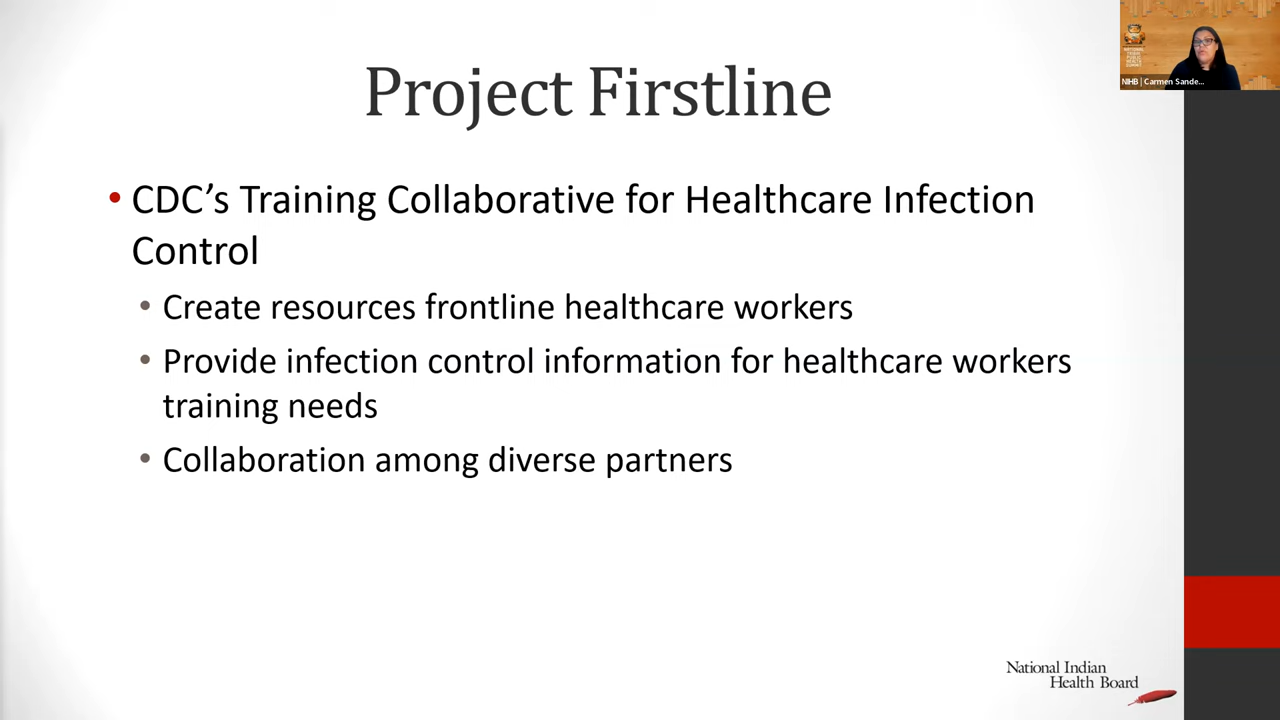 Project Firstline
• CDC’s Training Collaborative for Healthcare Infection
Control
• Create resources frontline healthcare workers
• Provide infection control information for healthcare workers
training needs
• Collaboration among diverse partners
NIHB | Carmen Sande...
National Indian
Health Board